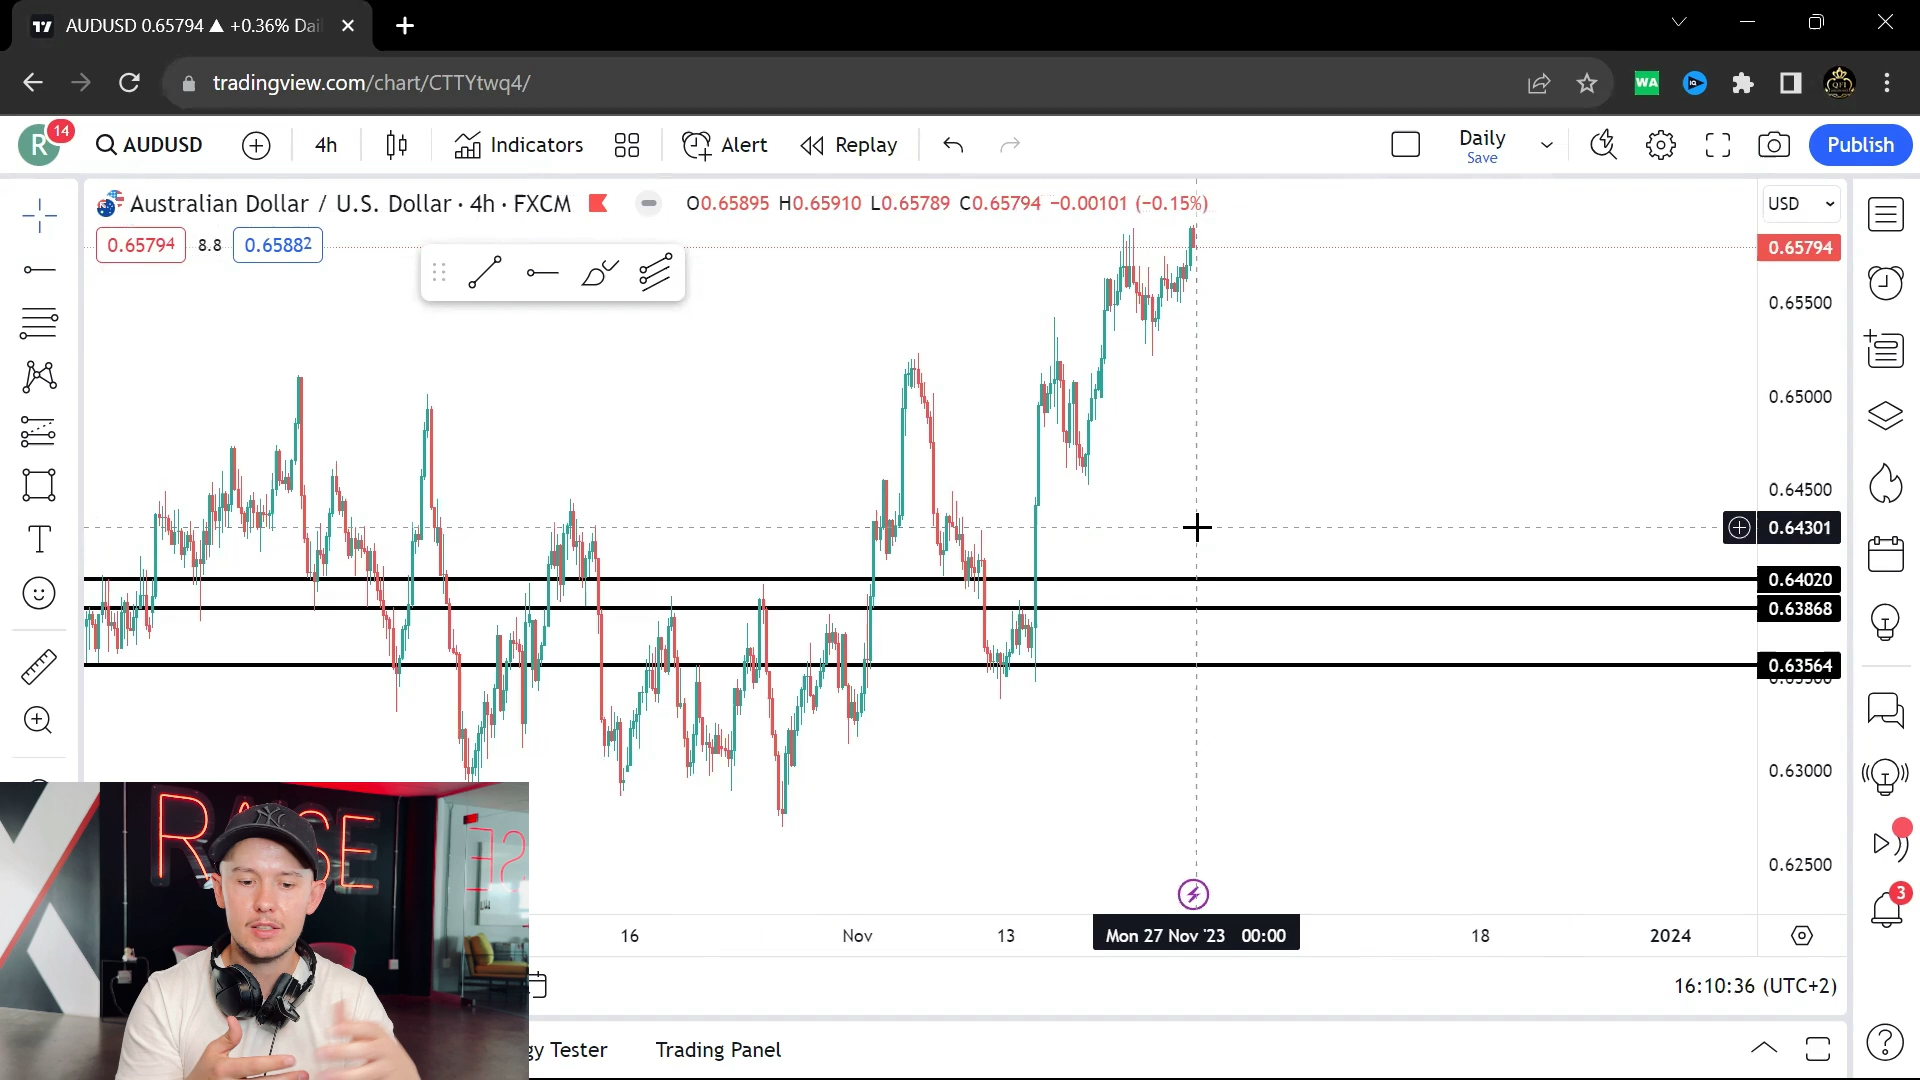 AUDUSD 0.65794 ▲ +0.36% Dai
tradingview.com/chart/CTTYtwq4/
WA
R
14
AUDUSD
4h
Indicators
Alert
Replay
Daily
Save
Publish
Australian Dollar / U.S. Dollar · 4h · FXCM
O0.65895 H0.65910 L0.65789 C0.65794 −0.00101 (−0.15%)
USD
0.65794
8.8
0.65882
0.65794
0.65500
0.65000
0.64500
0.64301
0.64020
0.63868
0.63564
0.63000
0.62500
16
Nov
13
Mon 27 Nov '23 00:00
18
2024
16:10:36 (UTC+2)
gy Tester
Trading Panel
3